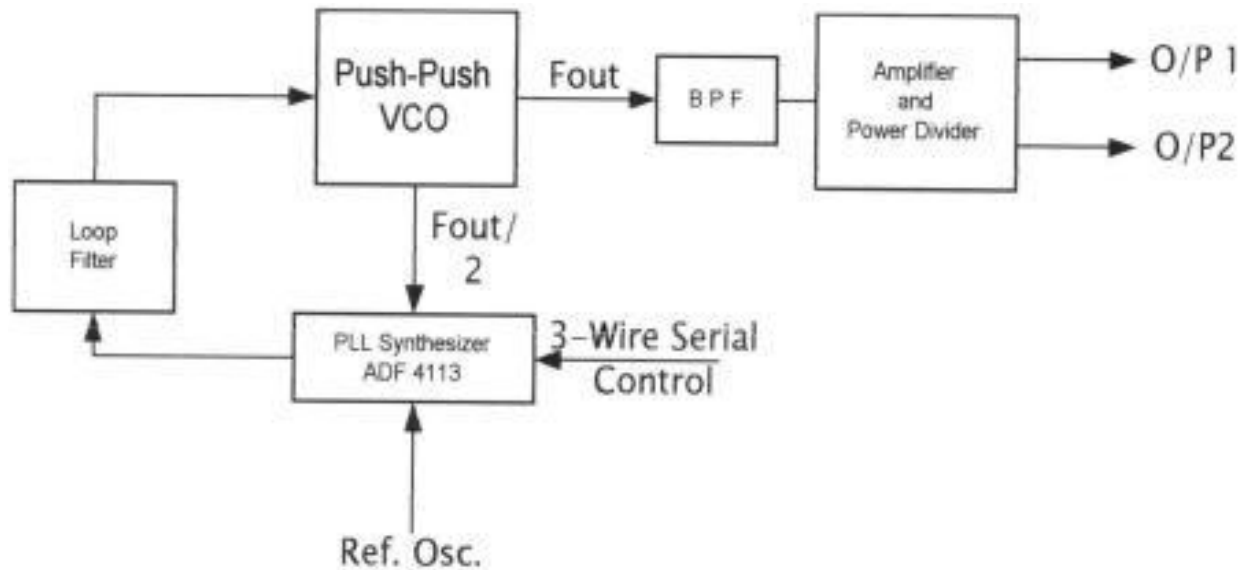 Push-Push
VCO
Fout
B P F
Amplifier
and
Power Divider
O/P 1
O/P2
Loop
Filter
Fout/
2
PLL Synthesizer
ADF 4113
3-Wire Serial
Control
Ref. Osc.